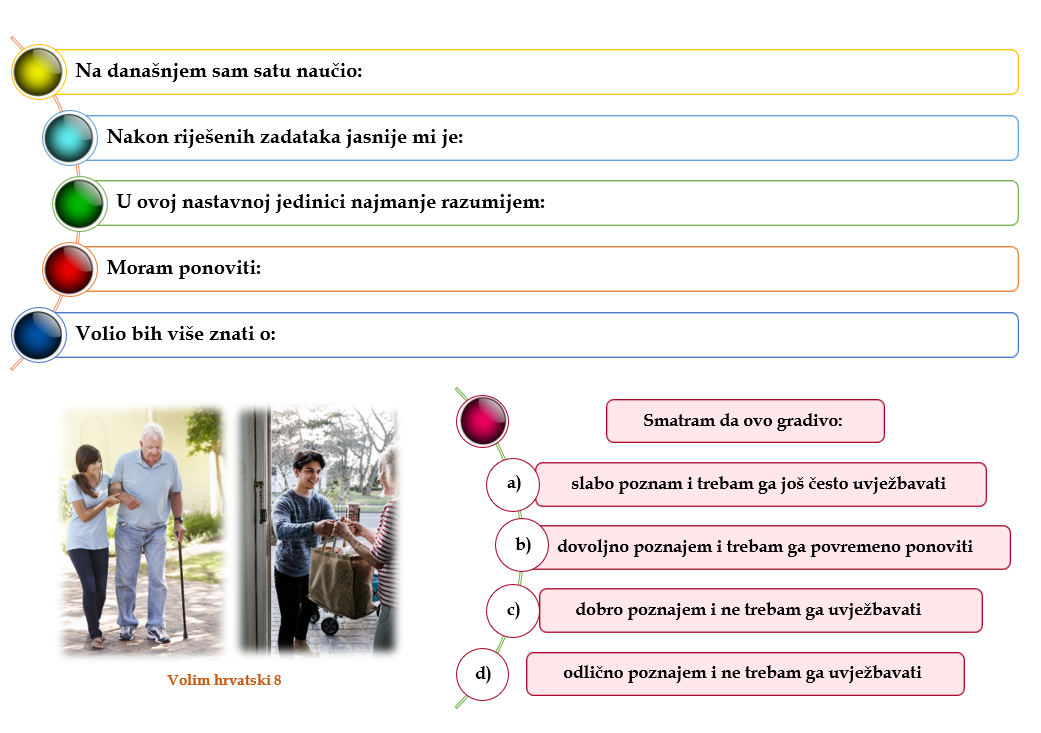 Na današnjem sam satu naučio:
Nakon riješenih zadataka jasnije mi je:
U ovoj nastavnoj jedinici najmanje razumijem:
Moram ponoviti:
Volio bih više znati o:
Smatram da ovo gradivo:
a) slabo poznam i trebam ga još često uvježbavati
b) dovoljno poznajem i trebam ga povremeno ponoviti
c) dobro poznajem i ne trebam ga uvježbavati
d) odlično poznajem i ne trebam ga uvježbavati
Volim hrvatski 8